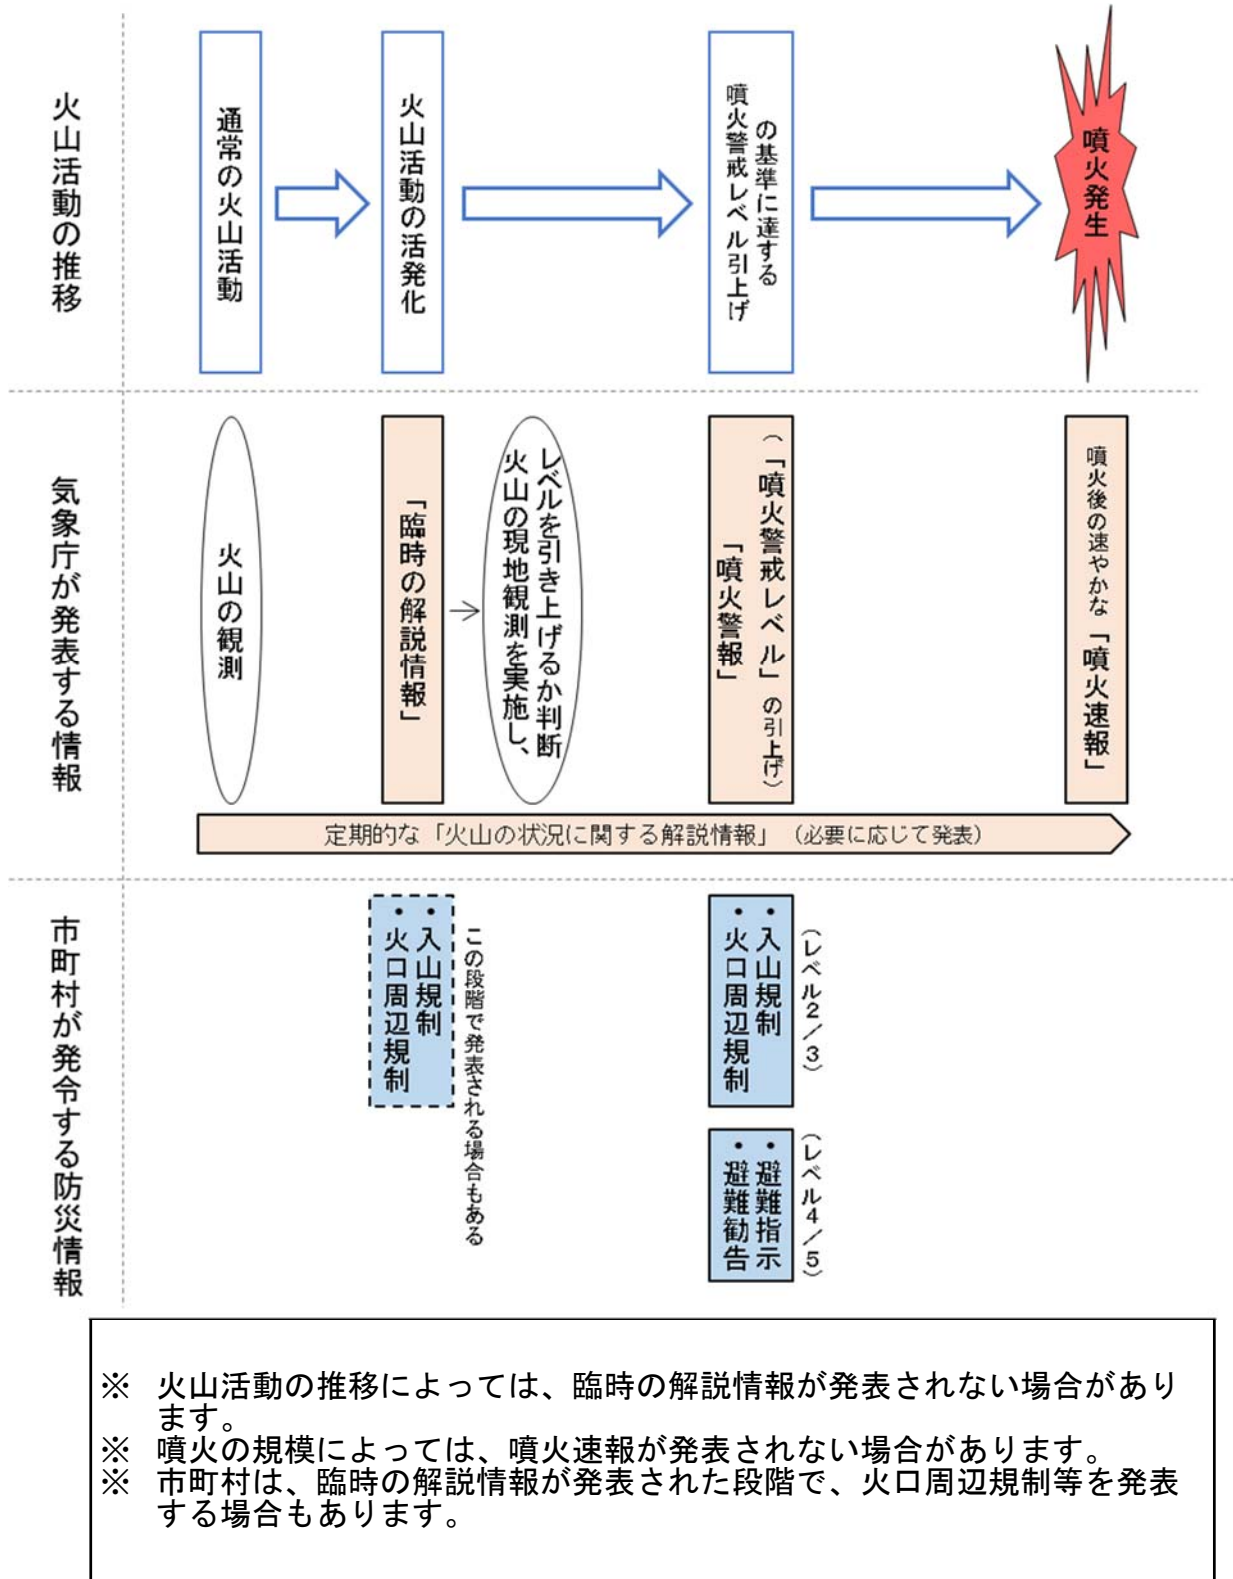 火山活動の推移
通常の火山活動
火山活動の活発化
噴火警戒レベル引上げ
の基準に達する
噴火発生
気象庁が発表する情報
火山の観測
「臨時の解説情報」
火山の現地観測を実施し、
レベルを引き上げるか判断
「噴火警報」
(「噴火警戒レベル」の引上げ)
噴火後の速やかな「噴火速報」
定期的な「火山の状況に関する解説情報」(必要に応じて発表)
市町村が発令する防災情報
・火口周辺規制
・入山規制
この段階で発表される場合もある
・火口周辺規制
・入山規制
(レベル2/3)
・避難勧告
・避難指示
(レベル4/5)
※ 火山活動の推移によっては、臨時の解説情報が発表されない場合があり
ます。
※ 噴火の規模によっては、噴火速報が発表されない場合があります。
※ 市町村は、臨時の解説情報が発表された段階で、火口周辺規制等を発表
する場合もあります。